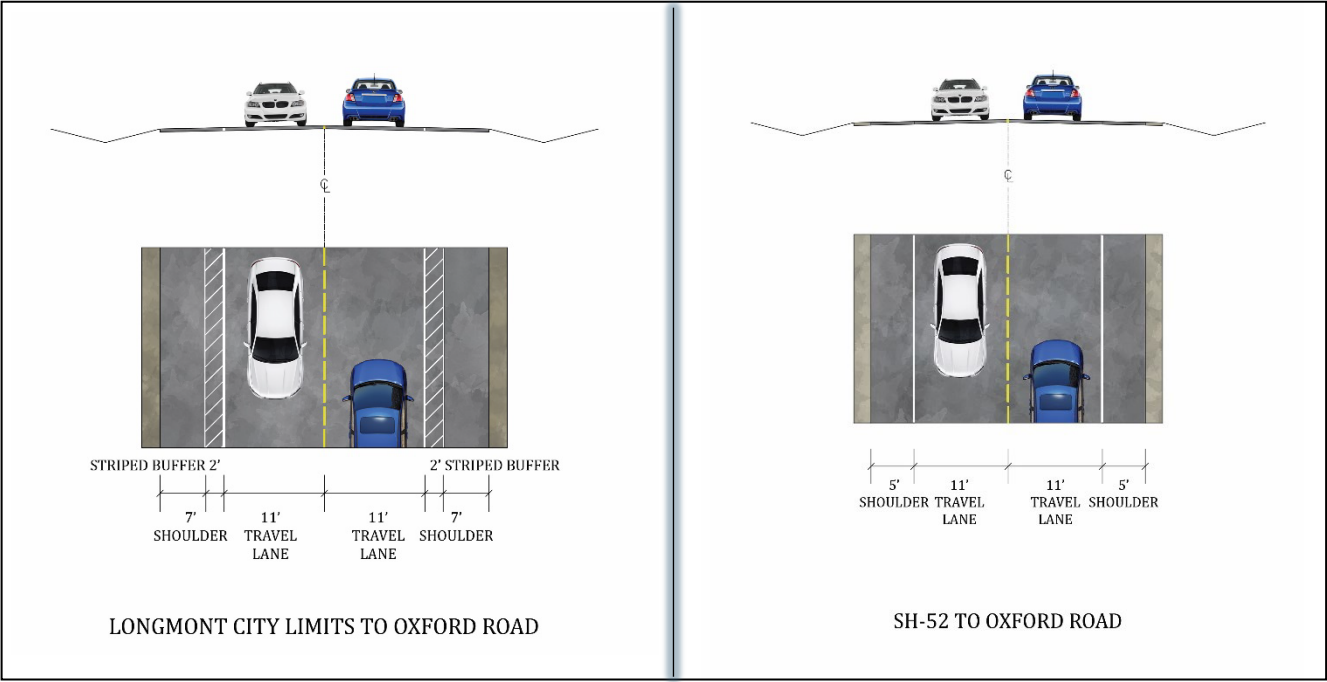 ℄
STRIPED BUFFER 2’
2’ STRIPED BUFFER
7’
SHOULDER
11’
TRAVEL
LANE
11’
TRAVEL
LANE
7’
SHOULDER
LONGMONT CITY LIMITS TO OXFORD ROAD
℄
5’
SHOULDER
11’
TRAVEL
LANE
11’
TRAVEL
LANE
5’
SHOULDER
SH-52 TO OXFORD ROAD